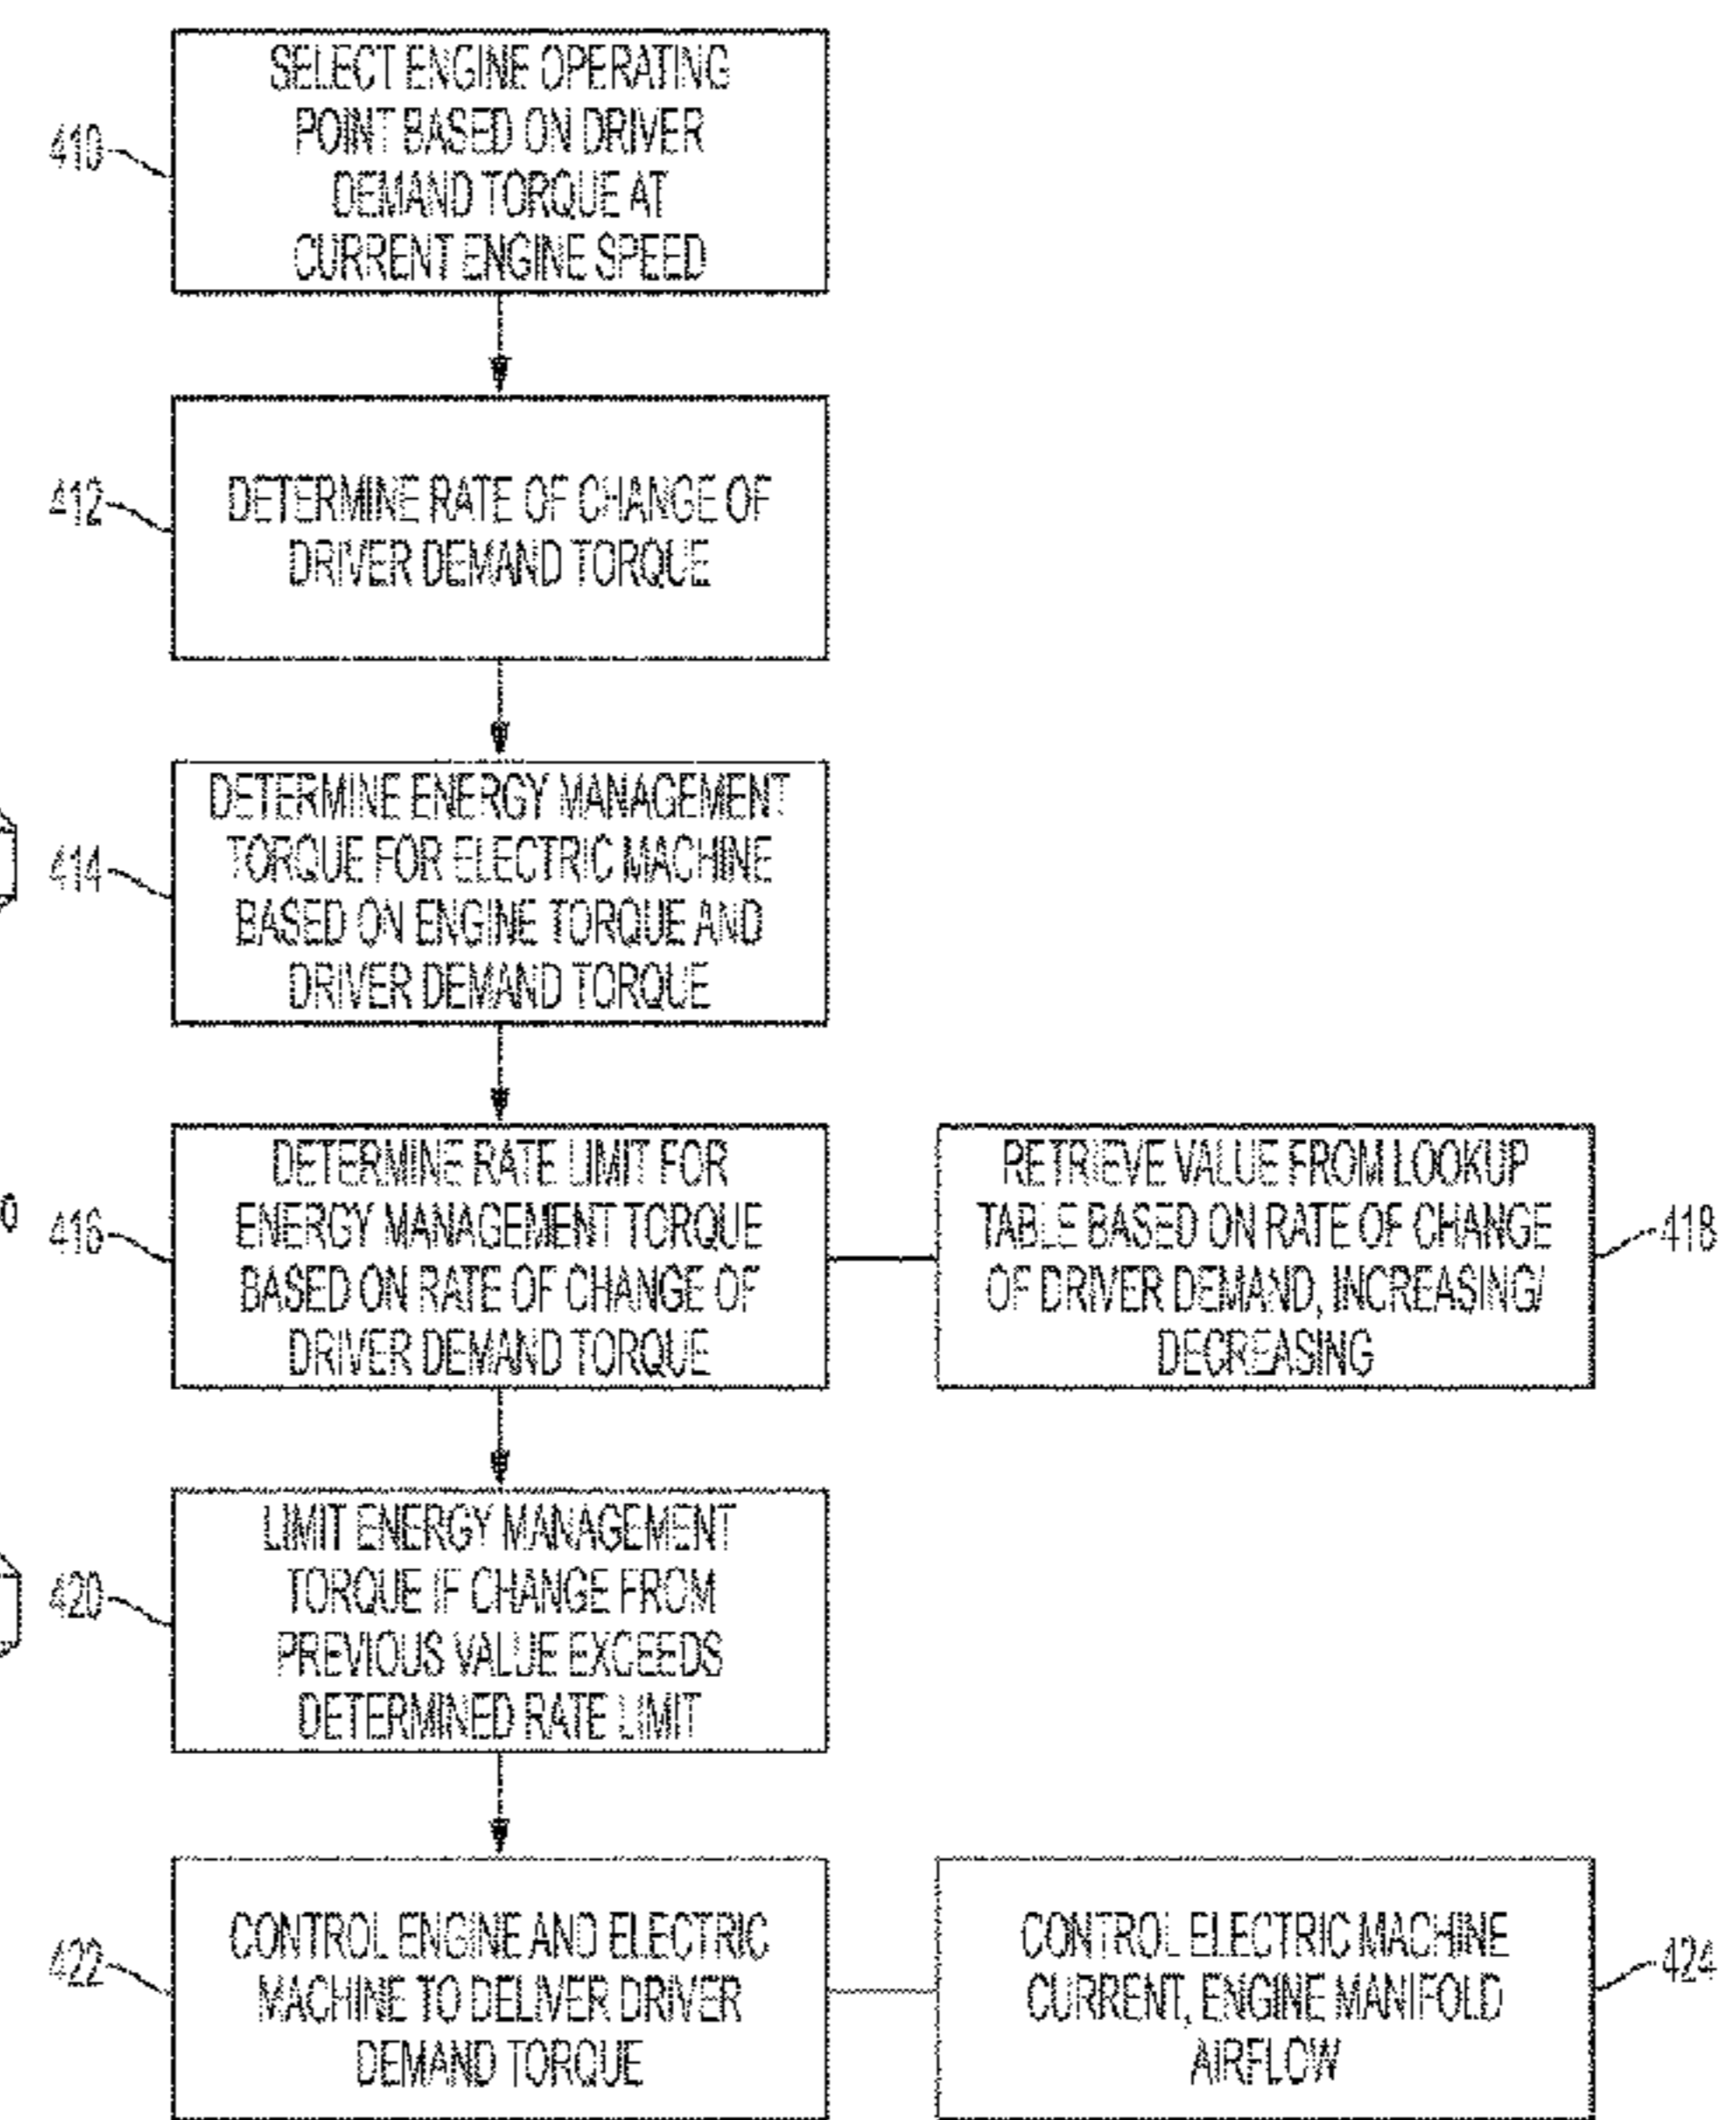 410
SELECT ENGINE OPERATING
POINT BASED ON DRIVER
DEMAND TORQUE AT
CURRENT ENGINE SPEED
412
DETERMINE RATE OF CHANGE OF
DRIVER DEMAND TORQUE
414
DETERMINE ENERGY MANAGEMENT
TORQUE FOR ELECTRIC MACHINE
BASED ON ENGINE TORQUE AND
DRIVER DEMAND TORQUE
416
DETERMINE RATE LIMIT FOR
ENERGY MANAGEMENT TORQUE
BASED ON RATE OF CHANGE OF
DRIVER DEMAND TORQUE
RETRIEVE VALUE FROM LOOKUP
TABLE BASED ON RATE OF CHANGE
OF DRIVER DEMAND, INCREASING/
DECREASING
418
420
LIMIT ENERGY MANAGEMENT
TORQUE IF CHANGE FROM
PREVIOUS VALUE EXCEEDS
DETERMINED RATE LIMIT
422
CONTROL ENGINE AND ELECTRIC
MACHINE TO DELIVER DRIVER
DEMAND TORQUE
CONTROL ELECTRIC MACHINE
CURRENT, ENGINE MANIFOLD
AIRFLOW
424